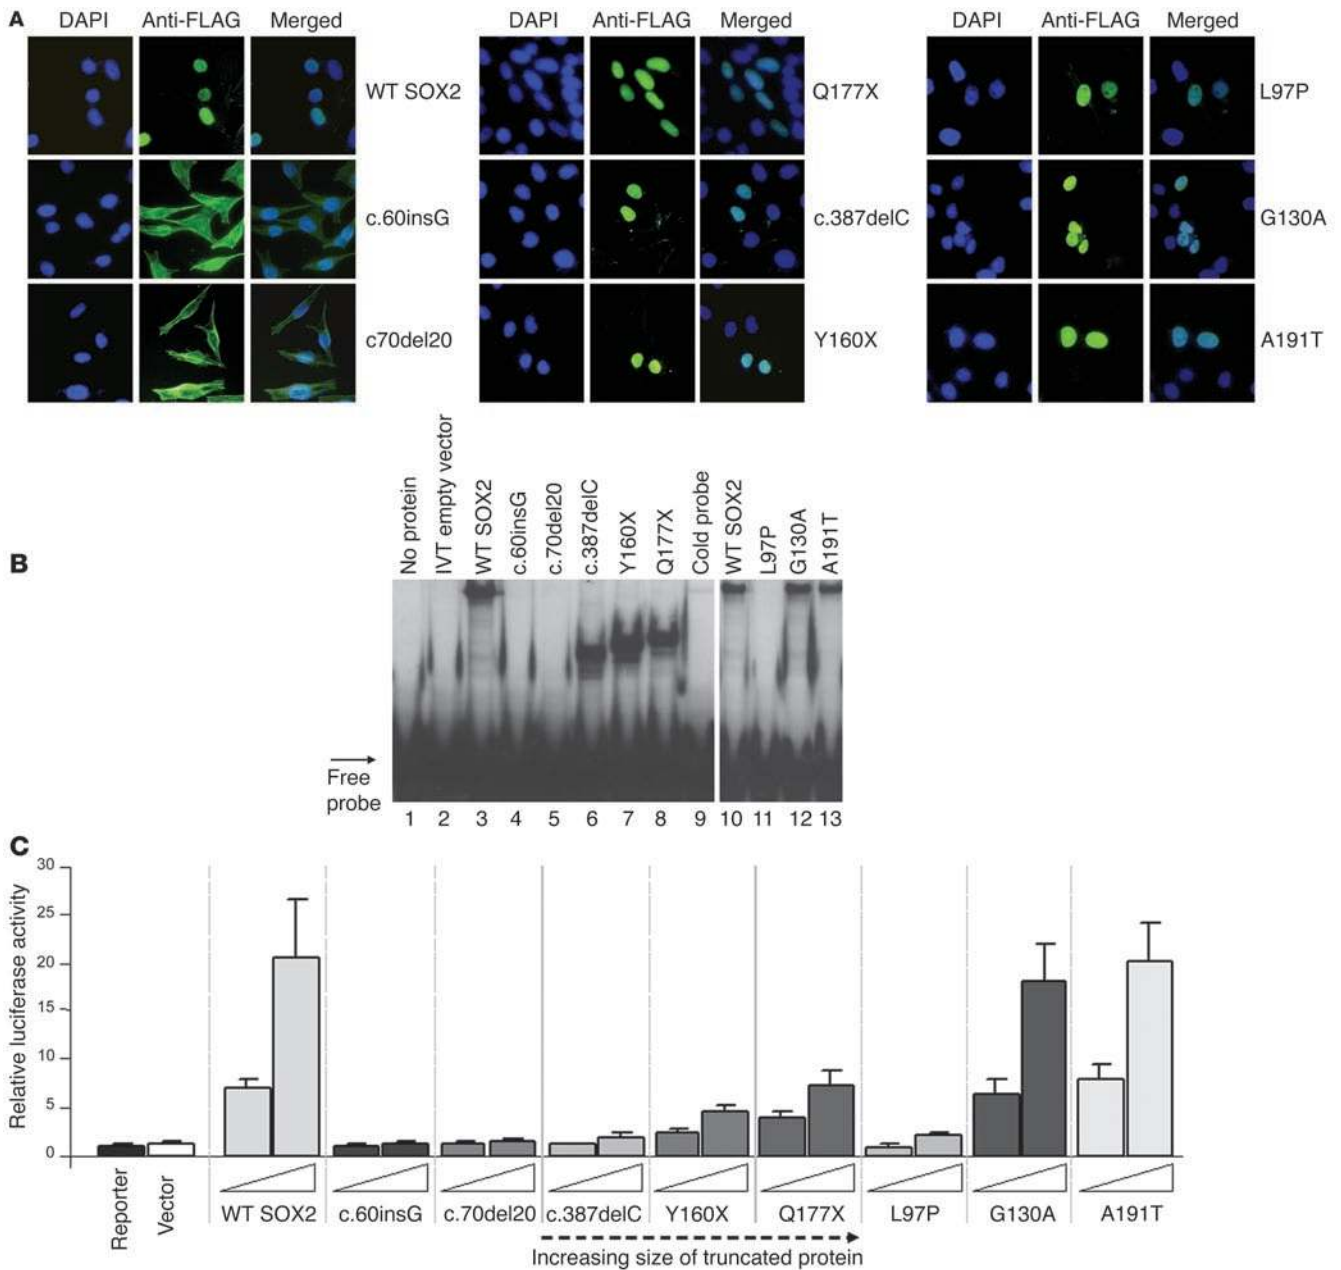 A
DAPI Anti-FLAG Merged DAPI Anti-FLAG Merged DAPI Anti-FLAG Merged
WT SOX2 Q177X L97P
c.60insG c.387delC G130A
c70del20 Y160X A191T
B
No protein
IVT empty vector
WT SOX2
c.60insG
c.70del20
c.387delC
Y160X
Q177X
Cold probe
WT SOX2
L97P
G130A
A191T
Free
probe
1 2 3 4 5 6 7 8 9 10 11 12 13
C
Relative luciferase activity
30
25
20
15
10
5
0
Reporter
Vector
WT SOX2 c.60insG c.70del20 c.387delC Y160X Q177X L97P G130A A191T
Increasing size of truncated protein